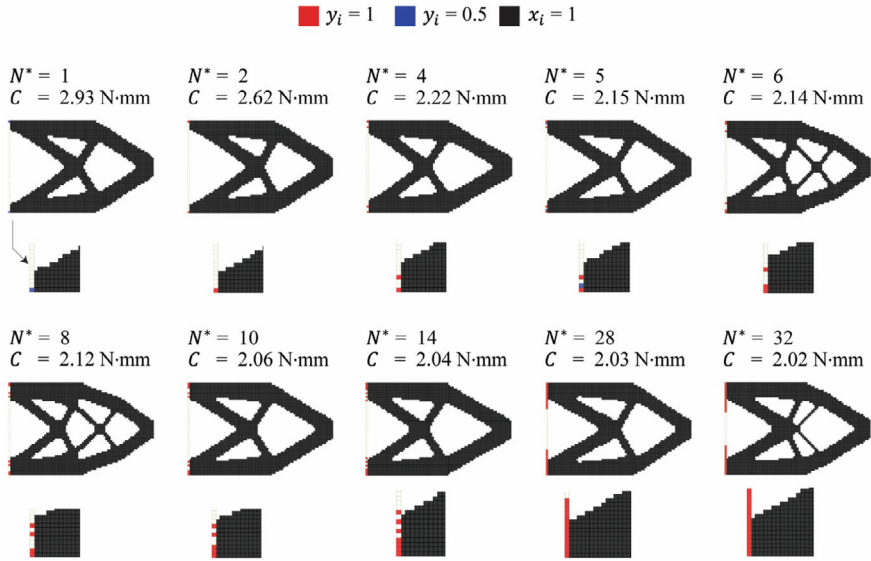 y_i = 1 y_i = 0.5 x_i = 1
N* = 1 N* = 2 N* = 4 N* = 5 N* = 6
C = 2.93 N·mm C = 2.62 N·mm C = 2.22 N·mm C = 2.15 N·mm C = 2.14 N·mm
N* = 8 N* = 10 N* = 14 N* = 28 N* = 32
C = 2.12 N·mm C = 2.06 N·mm C = 2.04 N·mm C = 2.03 N·mm C = 2.02 N·mm